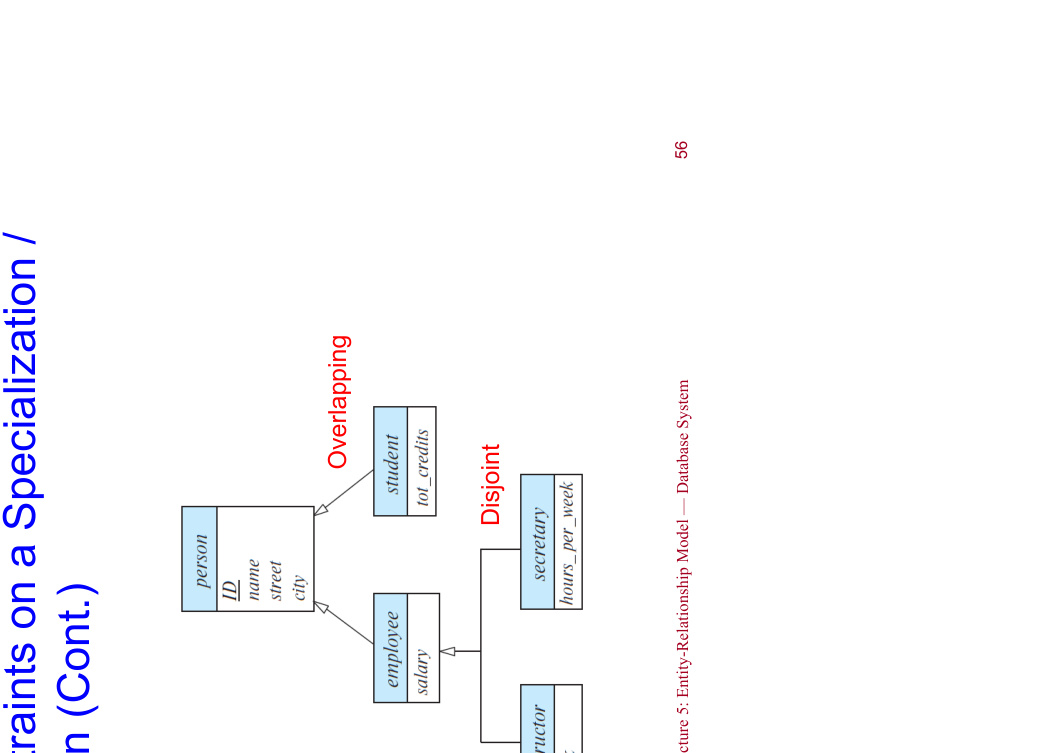 traints on a Specialization /
n (Cont.)
person
ID
name
street
city
Overlapping
employee
salary
student
tot_credits
Disjoint
ructor
secretary
hours_per_week
cture 5: Entity-Relationship Model — Database System
56